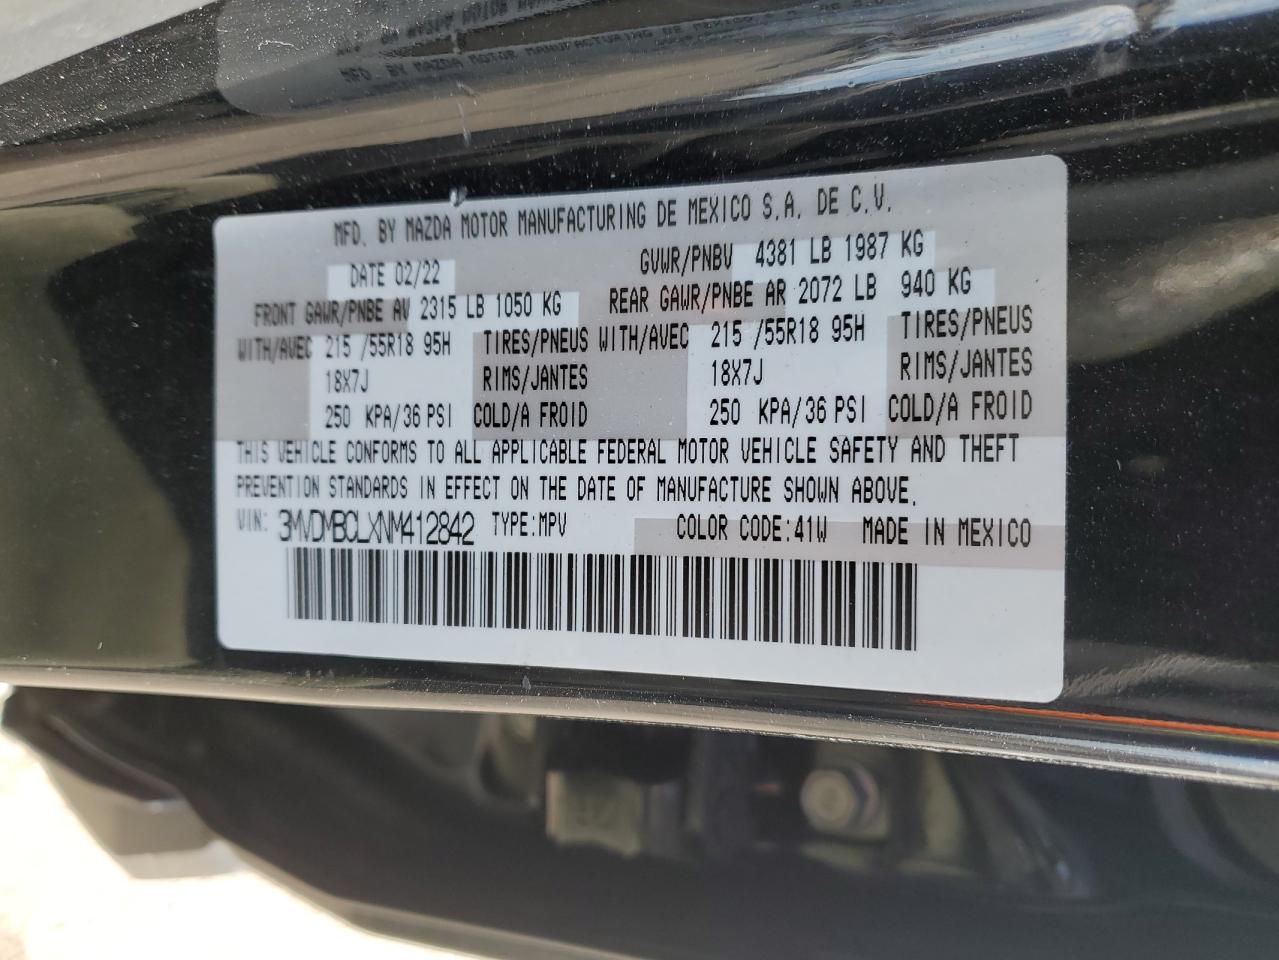 MFD. BY MAZDA MOTOR MANUFACTURING DE MEXICO S.A. DE C.V.
DATE 02/22 GVWR/PNBV 4381 LB 1987 KG
FRONT GAWR/PNBE AV 2315 LB 1050 KG REAR GAWR/PNBE AR 2072 LB 940 KG
WITH/AVEC 215 /55R18 95H TIRES/PNEUS WITH/AVEC 215 /55R18 95H TIRES/PNEUS
18X7J RIMS/JANTES 18X7J RIMS/JANTES
250 KPA/36 PSI COLD/A FROID 250 KPA/36 PSI COLD/A FROID
THIS VEHICLE CONFORMS TO ALL APPLICABLE FEDERAL MOTOR VEHICLE SAFETY AND THEFT
PREVENTION STANDARDS IN EFFECT ON THE DATE OF MANUFACTURE SHOWN ABOVE.
VIN: 3MVDMBCLXNM412842 TYPE:MPV COLOR CODE:41W MADE IN MEXICO